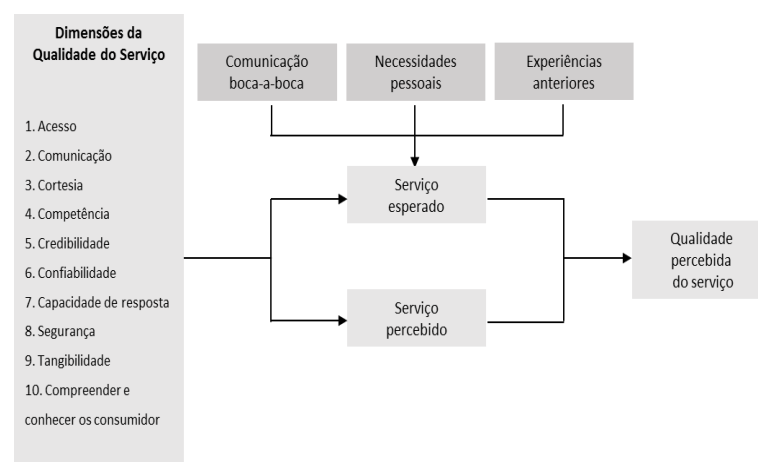 Dimensões da
Qualidade do Serviço
1. Acesso
2. Comunicação
3. Cortesia
4. Competência
5. Credibilidade
6. Confiabilidade
7. Capacidade de resposta
8. Segurança
9. Tangibilidade
10. Compreender e
conhecer os consumidor
Comunicação
boca-a-boca
Necessidades
pessoais
Experiências
anteriores
Serviço
esperado
Serviço
percebido
Qualidade
percebida
do serviço